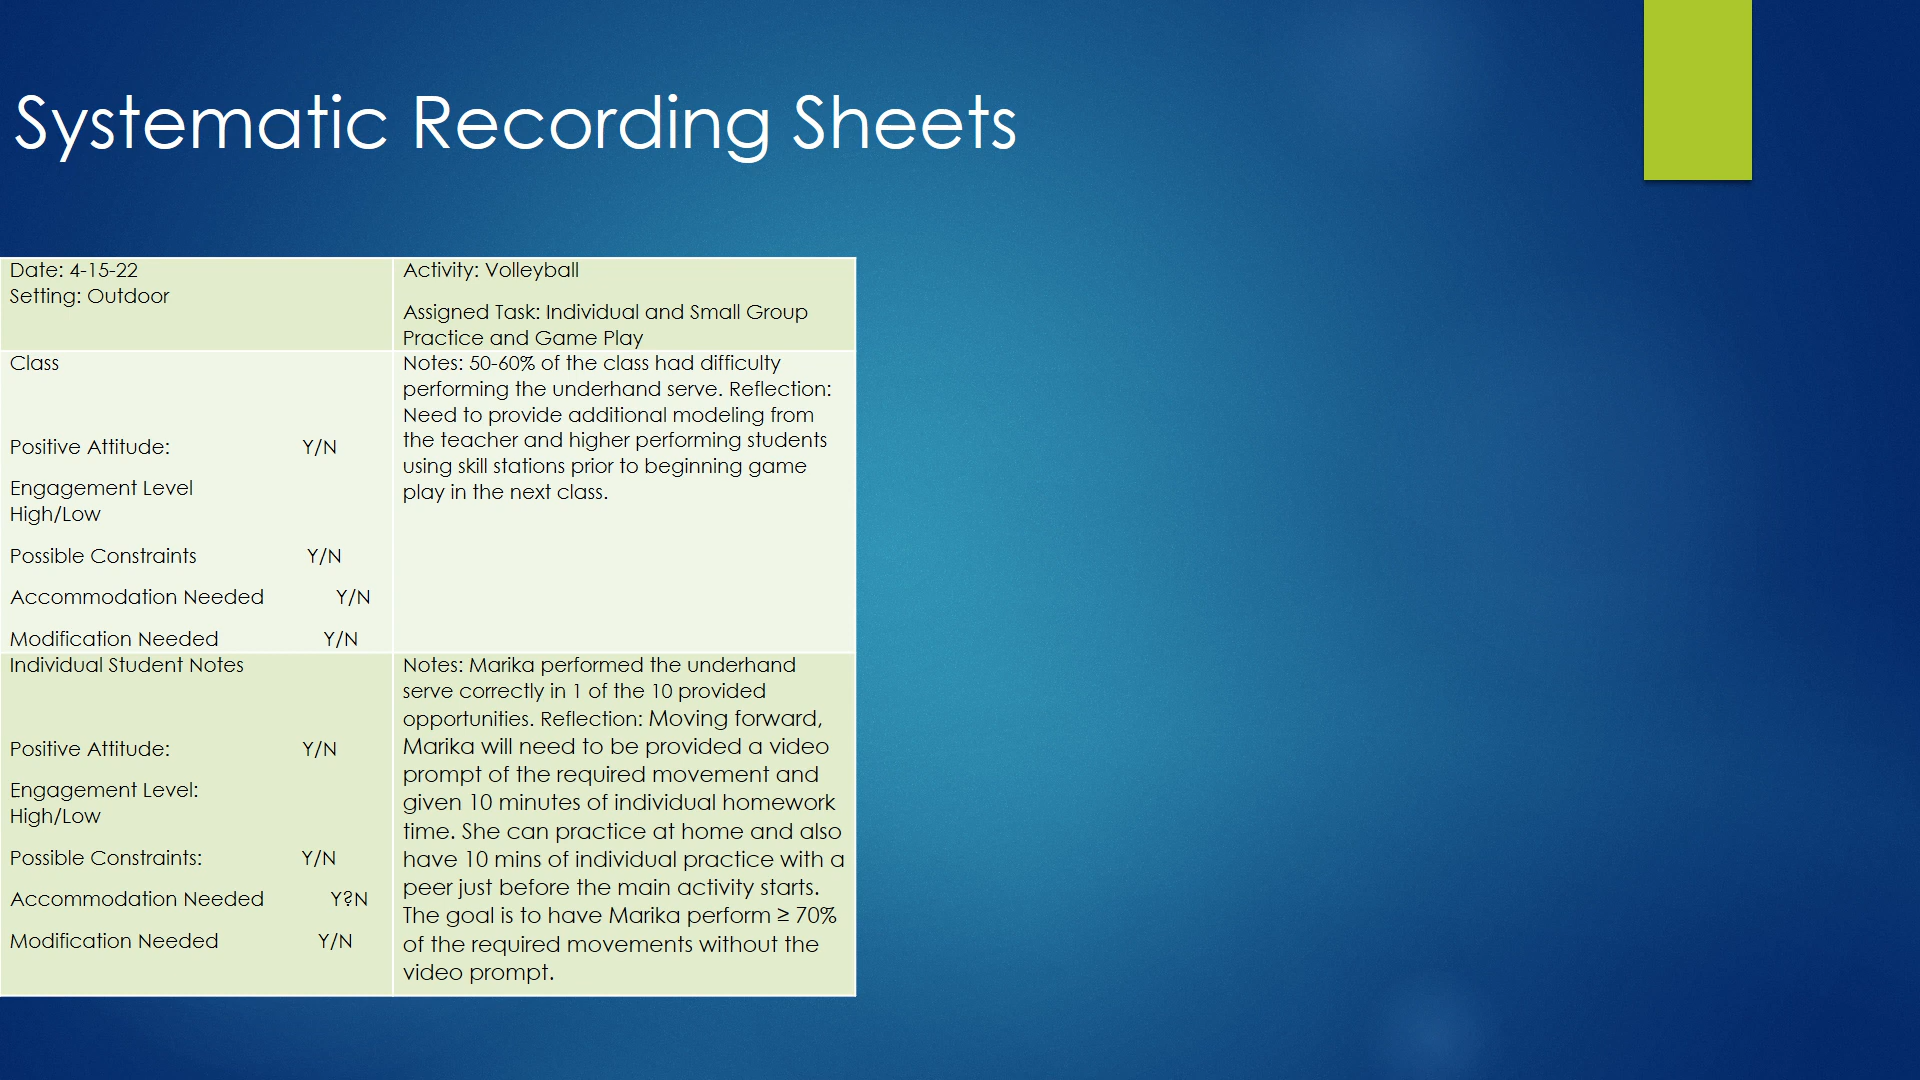 Systematic Recording Sheets
Date: 4-15-22
Setting: Outdoor
Activity: Volleyball
Assigned Task: Individual and Small Group
Practice and Game Play
Class
Positive Attitude: Y/N
Engagement Level
High/Low
Possible Constraints Y/N
Accommodation Needed Y/N
Modification Needed Y/N
Notes: 50-60% of the class had difficulty
performing the underhand serve. Reflection:
Need to provide additional modeling from
the teacher and higher performing students
using skill stations prior to beginning game
play in the next class.
Individual Student Notes
Positive Attitude: Y/N
Engagement Level:
High/Low
Possible Constraints: Y/N
Accommodation Needed Y?N
Modification Needed Y/N
Notes: Marika performed the underhand
serve correctly in 1 of the 10 provided
opportunities. Reflection: Moving forward,
Marika will need to be provided a video
prompt of the required movement and
given 10 minutes of individual homework
time. She can practice at home and also
have 10 mins of individual practice with a
peer just before the main activity starts.
The goal is to have Marika perform ≥ 70%
of the required movements without the
video prompt.